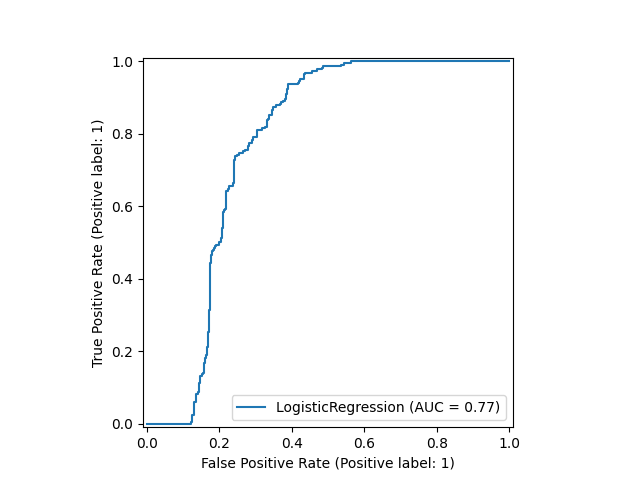 1.0
0.8
0.6
0.4
0.2
0.0
True Positive Rate (Positive label: 1)
LogisticRegression (AUC = 0.77)
0.0 0.2 0.4 0.6 0.8 1.0
False Positive Rate (Positive label: 1)